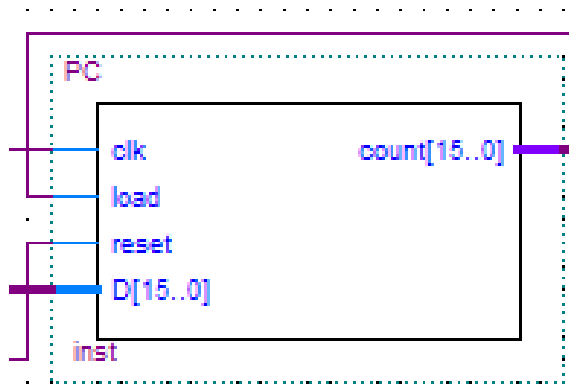 PC
clk
count[15..0]
load
reset
D[15..0]
inst